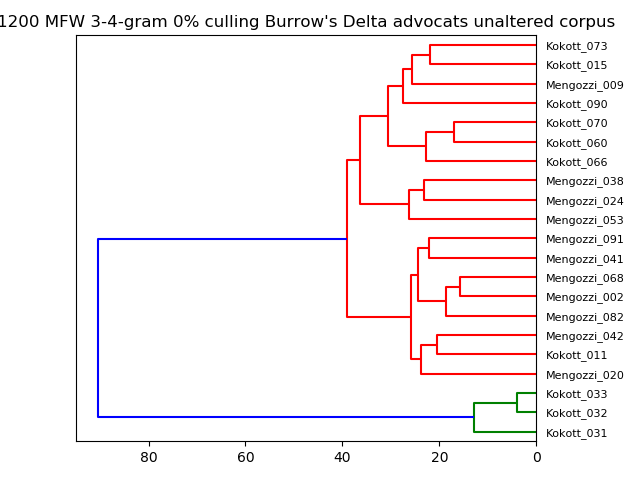 1200 MFW 3-4-gram 0% culling Burrow's Delta advocats unaltered corpus
Kokott_073
Kokott_015
Mengozzi_009
Kokott_090
Kokott_070
Kokott_060
Kokott_066
Mengozzi_038
Mengozzi_024
Mengozzi_053
Mengozzi_091
Mengozzi_041
Mengozzi_068
Mengozzi_002
Mengozzi_082
Mengozzi_042
Kokott_011
Mengozzi_020
Kokott_033
Kokott_032
Kokott_031
80 60 40 20 0